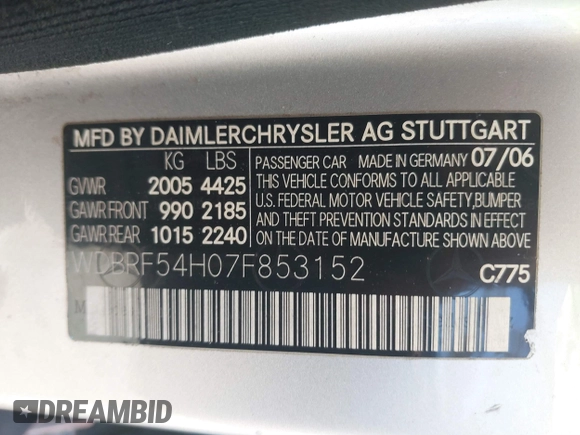 MFD BY DAIMLERCHRYSLER AG STUTTGART
KG LBS
GVWR 2005 4425
GAWR FRONT 990 2185
GAWR REAR 1015 2240
PASSENGER CAR MADE IN GERMANY 07/06
THIS VEHICLE CONFORMS TO ALL APPLICABLE
U.S. FEDERAL MOTOR VEHICLE SAFETY,BUMPER
AND THEFT PREVENTION STANDARDS IN EFFECT
ON THE DATE OF MANUFACTURE SHOWN ABOVE.
WDBRF54H07F853152
C775
M
DREAMBID